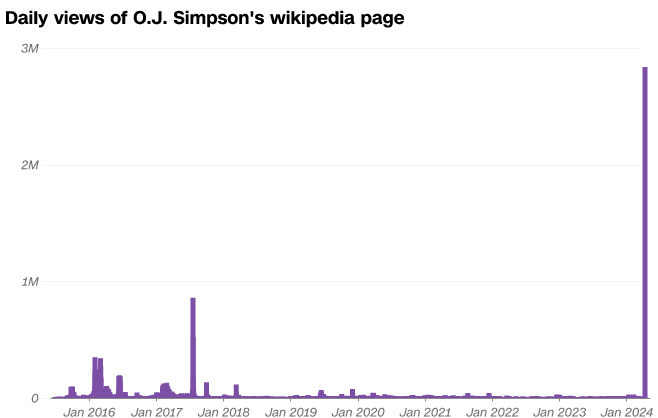 Daily views of O.J. Simpson's wikipedia page
3M
2M
1M
0
Jan 2016 Jan 2017 Jan 2018 Jan 2019 Jan 2020 Jan 2021 Jan 2022 Jan 2023 Jan 2024